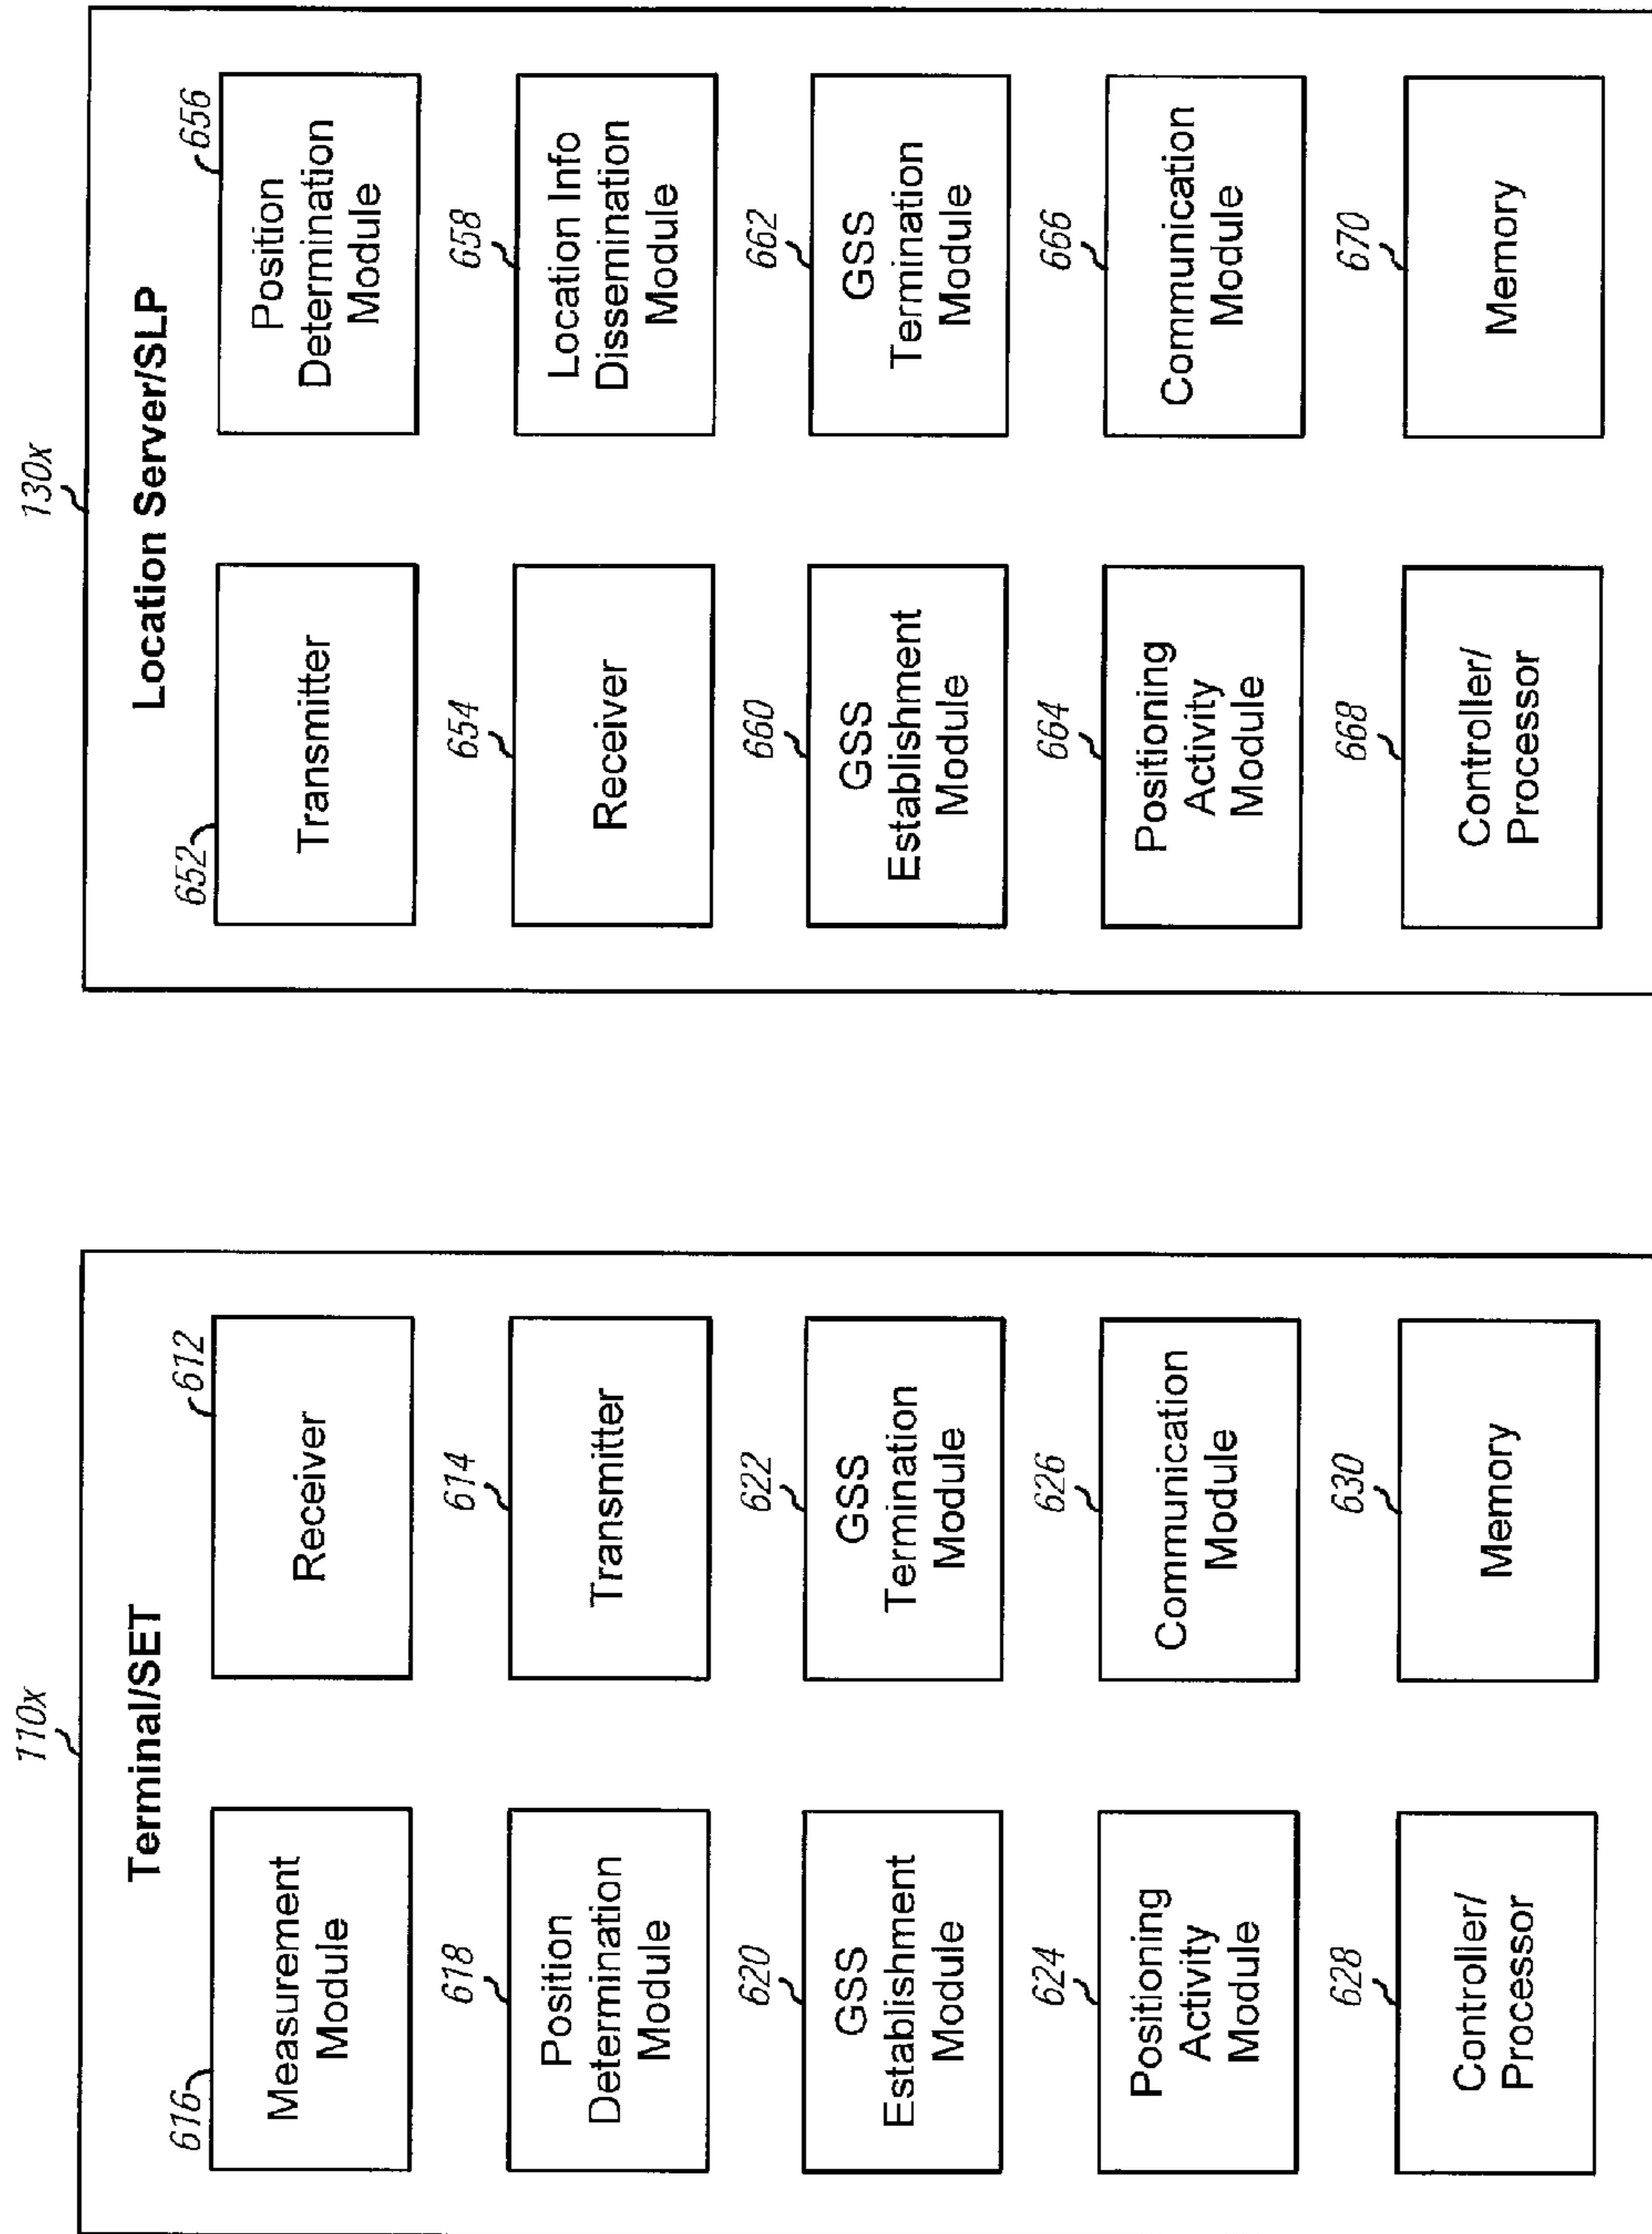 110x
Terminal/SET
616
Measurement
Module
612
Receiver
618
Position
Determination
Module
614
Transmitter
620
GSS
Establishment
Module
622
GSS
Termination
Module
624
Positioning
Activity
Module
626
Communication
Module
628
Controller/
Processor
630
Memory
130x
Location Server/SLP
652
Transmitter
656
Position
Determination
Module
654
Receiver
658
Location Info
Dissemination
Module
660
GSS
Establishment
Module
662
GSS
Termination
Module
664
Positioning
Activity
Module
666
Communication
Module
668
Controller/
Processor
670
Memory